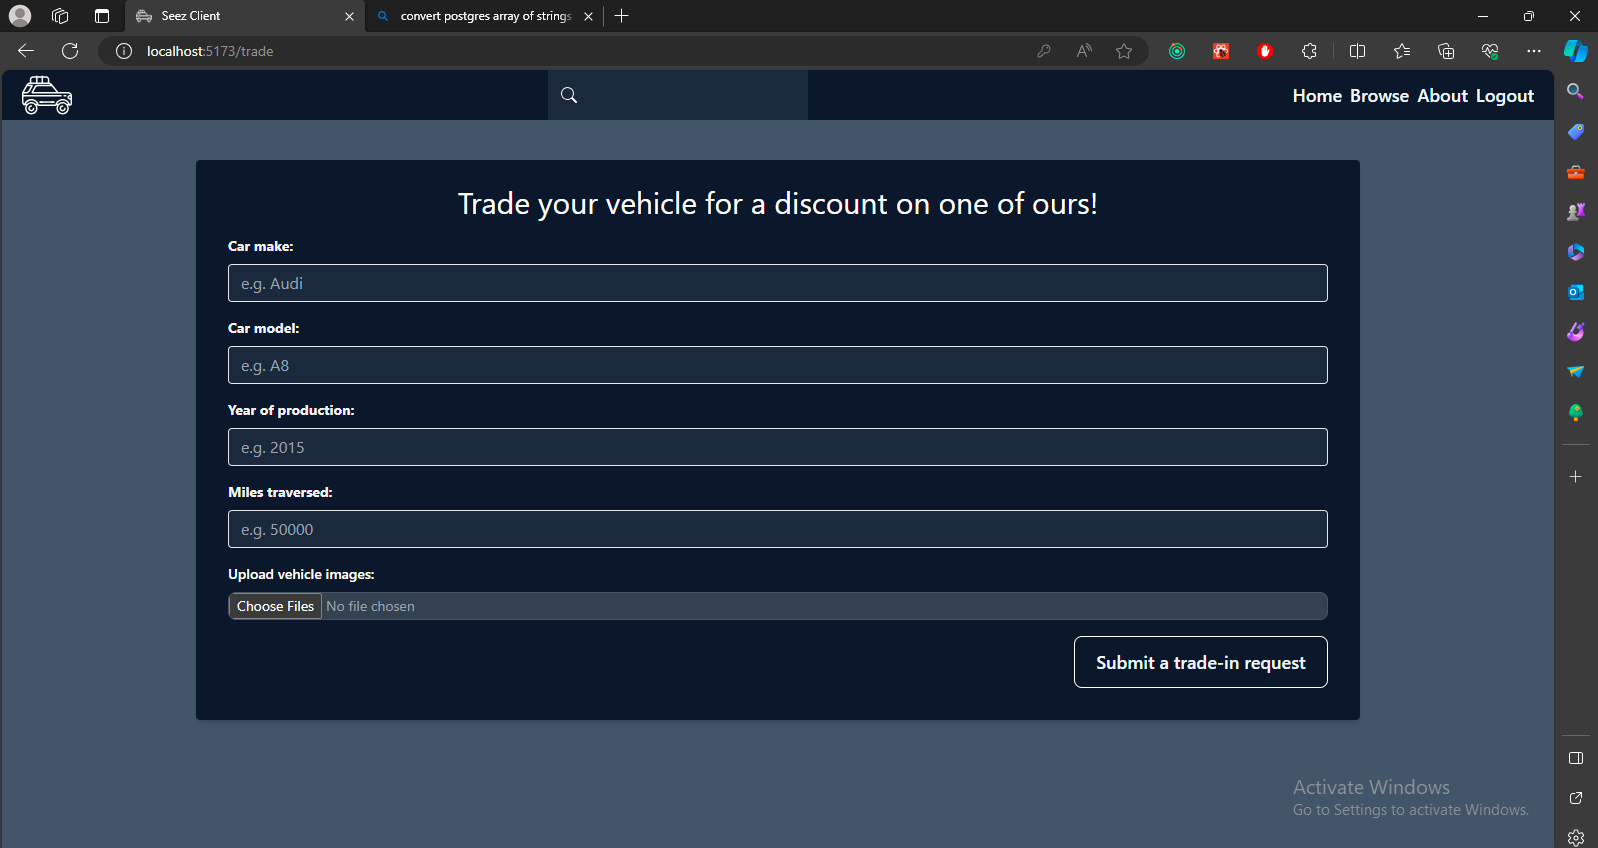 Seez Client
convert postgres array of strings
localhost:5173/trade
Home Browse About Logout
Trade your vehicle for a discount on one of ours!
Car make:
e.g. Audi
Car model:
e.g. A8
Year of production:
e.g. 2015
Miles traversed:
e.g. 50000
Upload vehicle images:
Choose Files No file chosen
Submit a trade-in request
Activate Windows
Go to Settings to activate Windows.